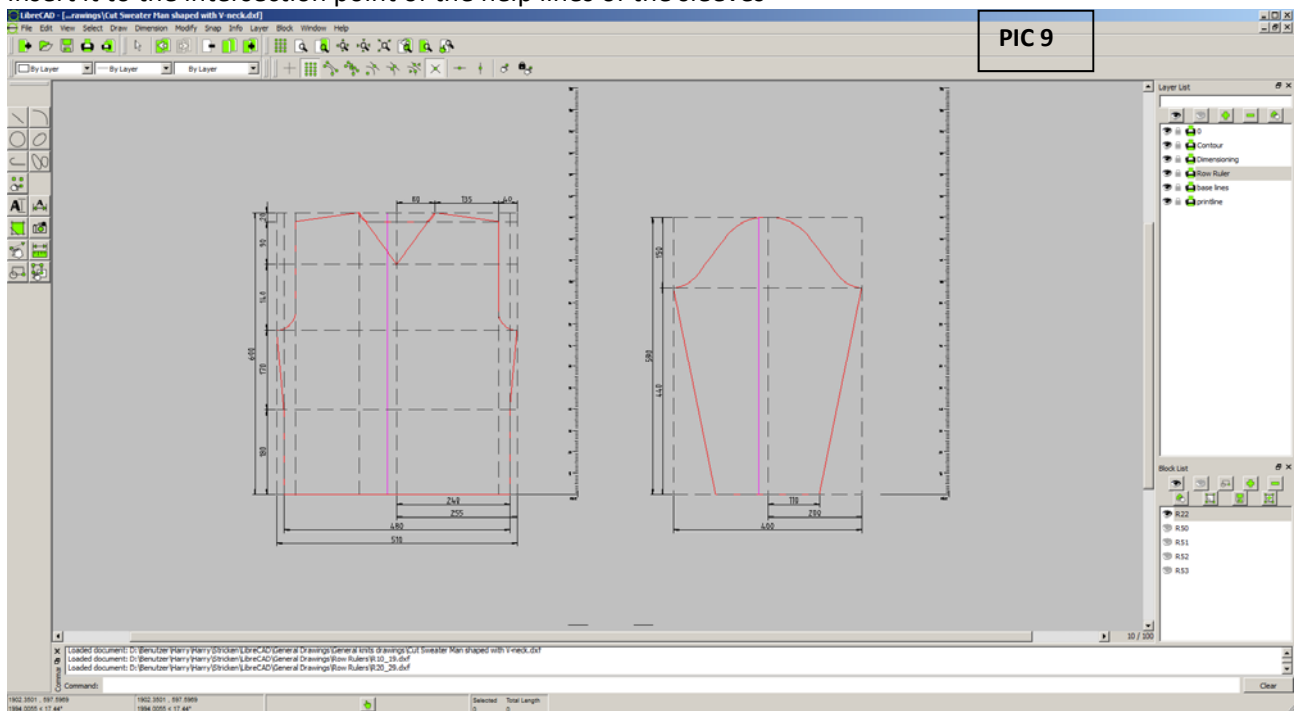 insert it to the intersection point of the help lines of the sleeves
LibreCAD - [...rawings\Cut Sweater Man shaped with V-neck.dxf]
File Edit View Select Draw Dimension Modify Snap Info Layer Block Window Help
PIC 9
By Layer By Layer By Layer
Layer List
0
Contour
Dimensioning
Row Ruler
base lines
printline
80 135 40
20
90
140
600
170
180
240
255
480
510
150
580
440
110
200
400
Block List
R22
R50
R51
R52
R53
10 / 100
Loaded document: D:\Benutzer\Harry\Harry\Stricken\LibreCAD\General Drawings\General knits drawings\Cut Sweater Man shaped with V-neck.dxf
Loaded document: D:\Benutzer\Harry\Harry\Stricken\LibreCAD\General Drawings\Row Rulers\R10_19.dxf
Loaded document: D:\Benutzer\Harry\Harry\Stricken\LibreCAD\General Drawings\Row Rulers\R20_29.dxf
Command:
Clear
1902.3501 , 597.5969 1902.3501 , 597.5969 Selected Total Length
1994.0055 < 17.44° 1994.0055 < 17.44° 0 0